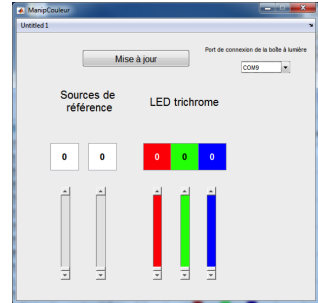 ManipCouleur
Untitled 1
Port de connexion de la boîte à lumière
Mise à jour
COM9
Sources de
référence
LED trichrome
0 0 0 0 0